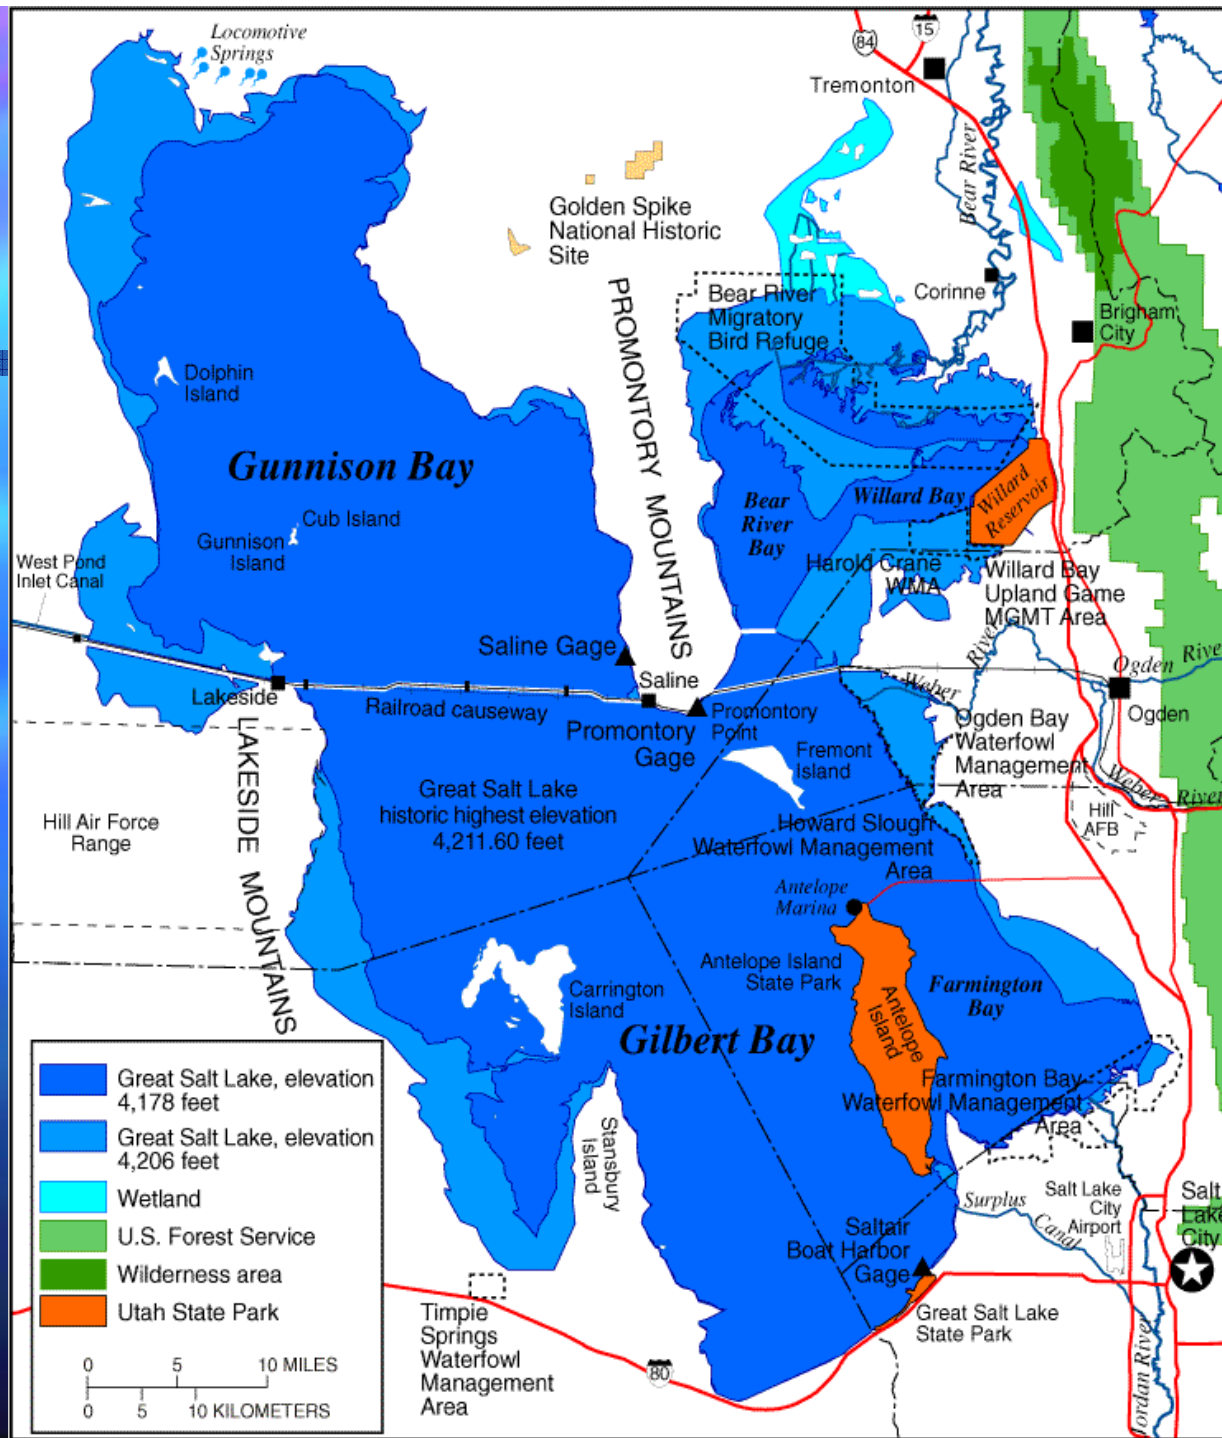 Locomotive
Springs
84
15
Tremonton
Bear River
Golden Spike
National Historic
Site
PROMONTORY MOUNTAINS
Bear River
Migratory
Bird Refuge
Corinne
Brigham
City
Dolphin
Island
Gunnison Bay
Bear
River
Bay
Willard Bay
Willard
Reservoir
Cub Island
Gunnison
Island
West Pond
Inlet Canal
Harold Crane
WMA
Willard Bay
Upland Game
MGMT Area
Saline Gage
Saline
Lakeside
Railroad causeway
Promontory
Gage
Promontory
Point
Weber
River
Ogden
River
Ogden
Ogden Bay
Waterfowl
Management
Area
Fremont
Island
Weber
River
Hill
AFB
LAKESIDE MOUNTAINS
Hill Air Force
Range
Great Salt Lake
historic highest elevation
4,211.60 feet
Howard Slough
Waterfowl Management
Area
Antelope
Marina
Antelope Island
State Park
Antelope
Island
Farmington
Bay
Carrington
Island
Gilbert Bay
Farmington Bay
Waterfowl Management
Area
Stansbury
Island
Surplus
Canal
Salt Lake
City
Airport
Salt
Lake
City
Saltair
Boat Harbor
Gage
Great Salt Lake
State Park
Jordan River
Timpie
Springs
Waterfowl
Management
Area
80
Great Salt Lake, elevation
4,178 feet
Great Salt Lake, elevation
4,206 feet
Wetland
U.S. Forest Service
Wilderness area
Utah State Park
0 5 10 MILES
0 5 10 KILOMETERS